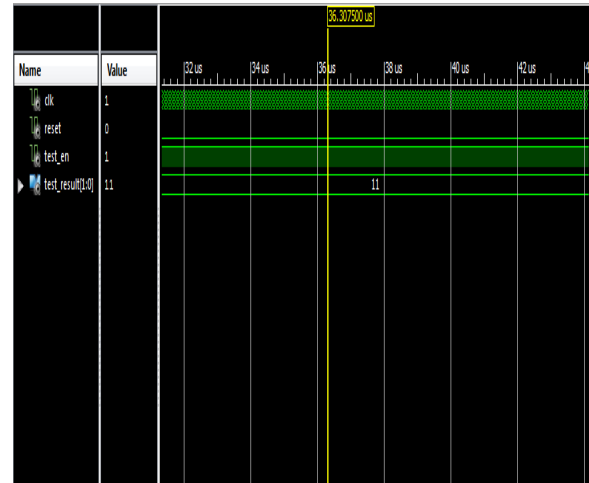 36.307500 us
Name Value 32 us 34 us 36 us 38 us 40 us 42 us 4
clk 1
reset 0
test_en 1
test_result[1:0] 11 11